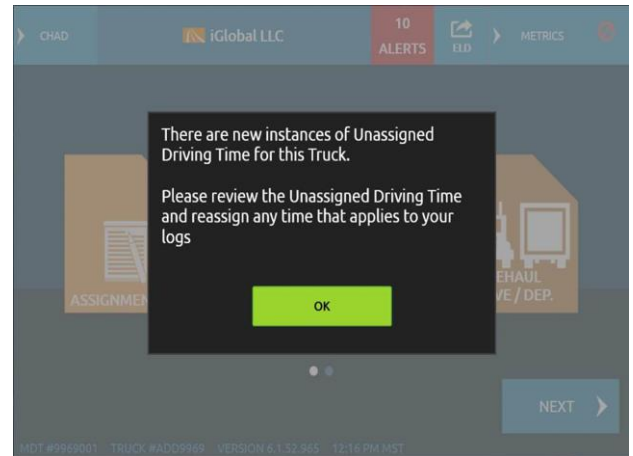 CHAD
iGlobal LLC
10
ALERTS
ELD
METRICS
There are new instances of Unassigned
Driving Time for this Truck.
Please review the Unassigned Driving Time
and reassign any time that applies to your
logs
OK
ASSIGNMEN
EHAUL
VE / DEP.
NEXT
MDT #9969001 TRUCK #ADD9969 VERSION 6.1.52.965 12:16 PM MST